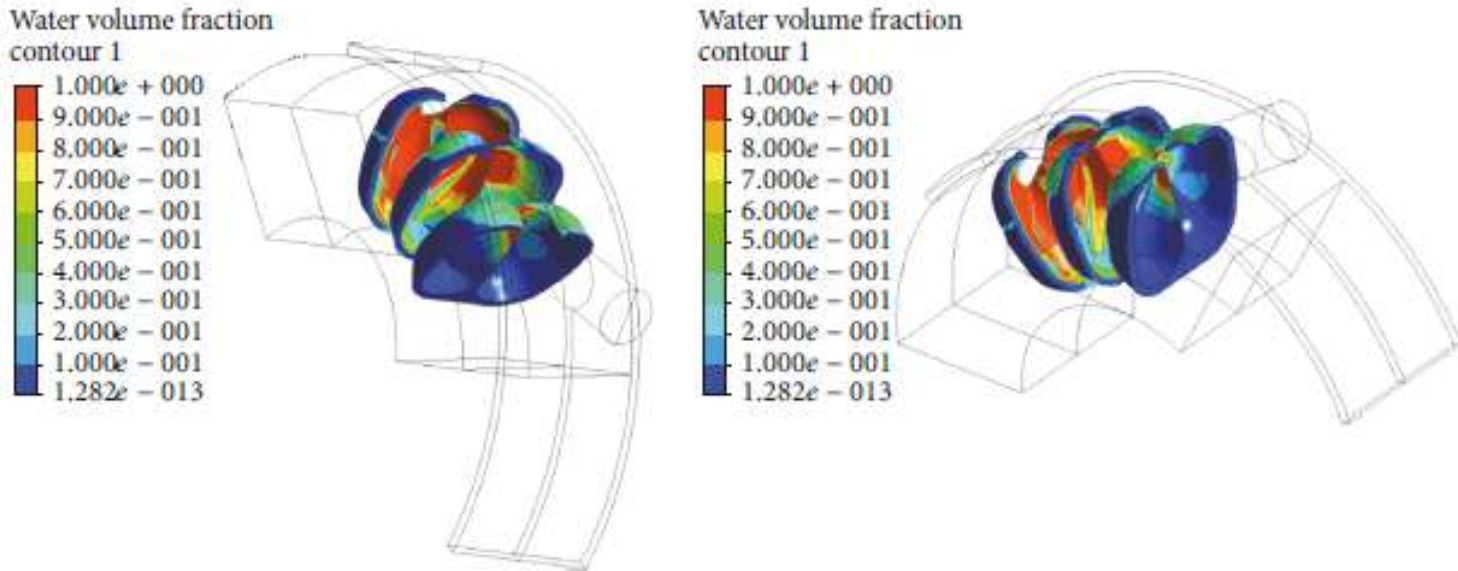 Water volume fraction
contour 1
1.000e + 000
9.000e − 001
8.000e − 001
7.000e − 001
6.000e − 001
5.000e − 001
4.000e − 001
3.000e − 001
2.000e − 001
1.000e − 001
1.282e − 013
Water volume fraction
contour 1
1.000e + 000
9.000e − 001
8.000e − 001
7.000e − 001
6.000e − 001
5.000e − 001
4.000e − 001
3.000e − 001
2.000e − 001
1.000e − 001
1.282e − 013